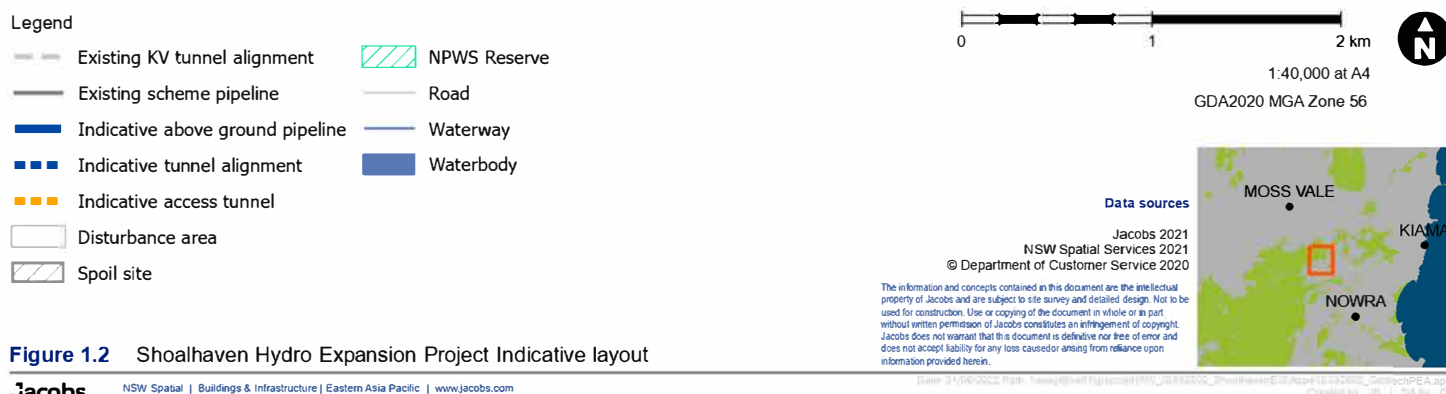 Legend
Existing KV tunnel alignment
Existing scheme pipeline
Indicative above ground pipeline
Indicative tunnel alignment
Indicative access tunnel
Disturbance area
Spoil site
NPWS Reserve
Road
Waterway
Waterbody
0 1 2 km
N
1:40,000 at A4
GDA2020 MGA Zone 56
Data sources
Jacobs 2021
NSW Spatial Services 2021
© Department of Customer Service 2020
The information and concepts contained in this document are the intellectual
property of Jacobs and are subject to site survey and detailed design. Not to be
used for construction. Use or copying of the document in whole or in part
without written permission of Jacobs constitutes an infringement of copyright.
Jacobs does not warrant that this document is definitive nor free of error and
does not accept liability for any loss causedor arising from reliance upon
information provided herein.
MOSS VALE
KIAMA
NOWRA
Figure 1.2 Shoalhaven Hydro Expansion Project Indicative layout
Jacobs
NSW Spatial | Buildings & Infrastructure | Eastern Asia Pacific | www.jacobs.com